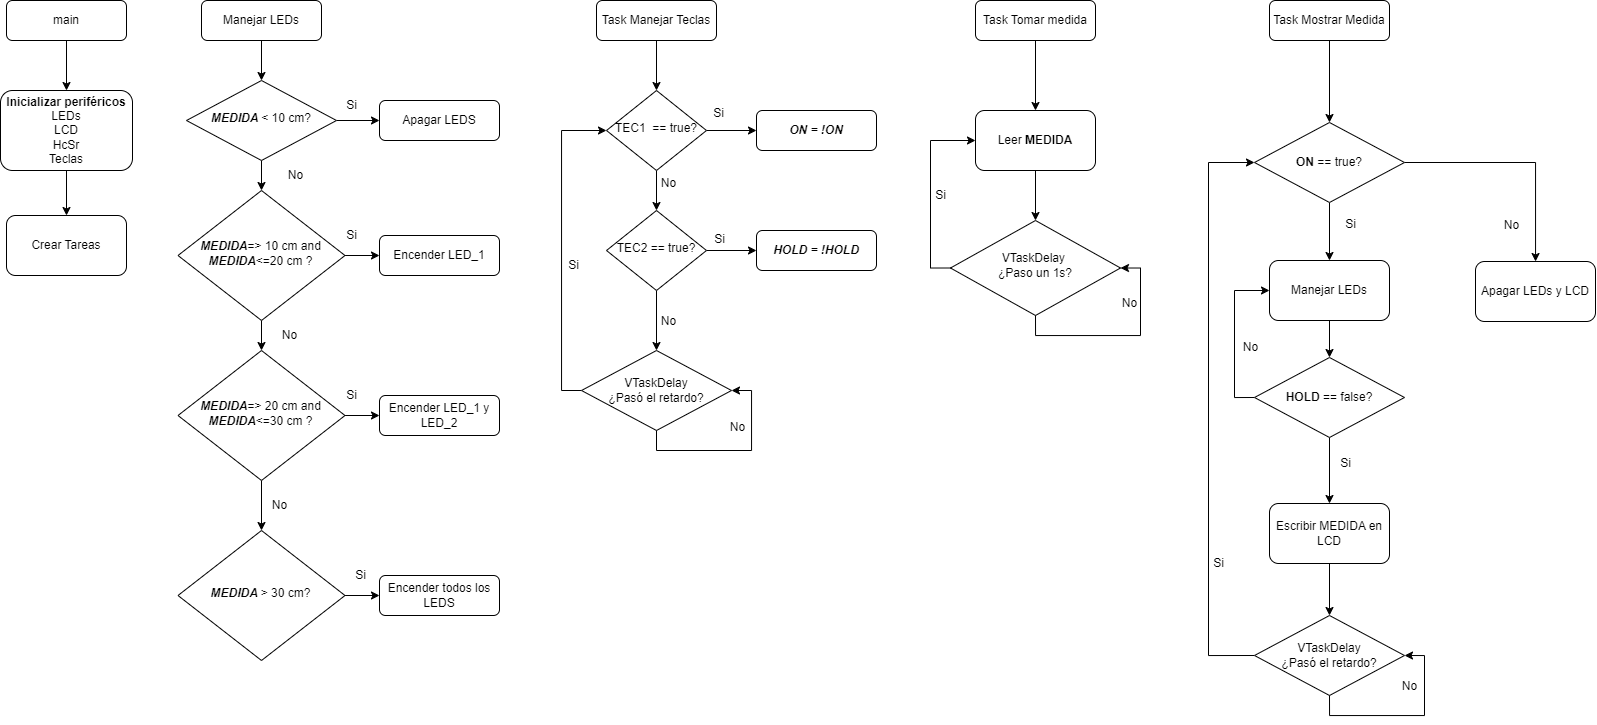 main
Inicializar periféricos
LEDs
LCD
HcSr
Teclas
Crear Tareas
Manejar LEDs
MEDIDA < 10 cm?
Si
Apagar LEDS
No
MEDIDA=> 10 cm and
MEDIDA<=20 cm ?
Si
Encender LED_1
No
MEDIDA=> 20 cm and
MEDIDA<=30 cm ?
Si
Encender LED_1 y
LED_2
No
MEDIDA > 30 cm?
Si
Encender todos los
LEDS
Task Manejar Teclas
TEC1 == true?
Si
ON = !ON
No
TEC2 == true?
Si
HOLD = !HOLD
Si
No
VTaskDelay
¿Pasó el retardo?
No
Task Tomar medida
Leer MEDIDA
Si
VTaskDelay
¿Paso un 1s?
No
Task Mostrar Medida
ON == true?
Si
No
Manejar LEDs
Apagar LEDs y LCD
No
HOLD == false?
Si
Escribir MEDIDA en
LCD
Si
VTaskDelay
¿Pasó el retardo?
No